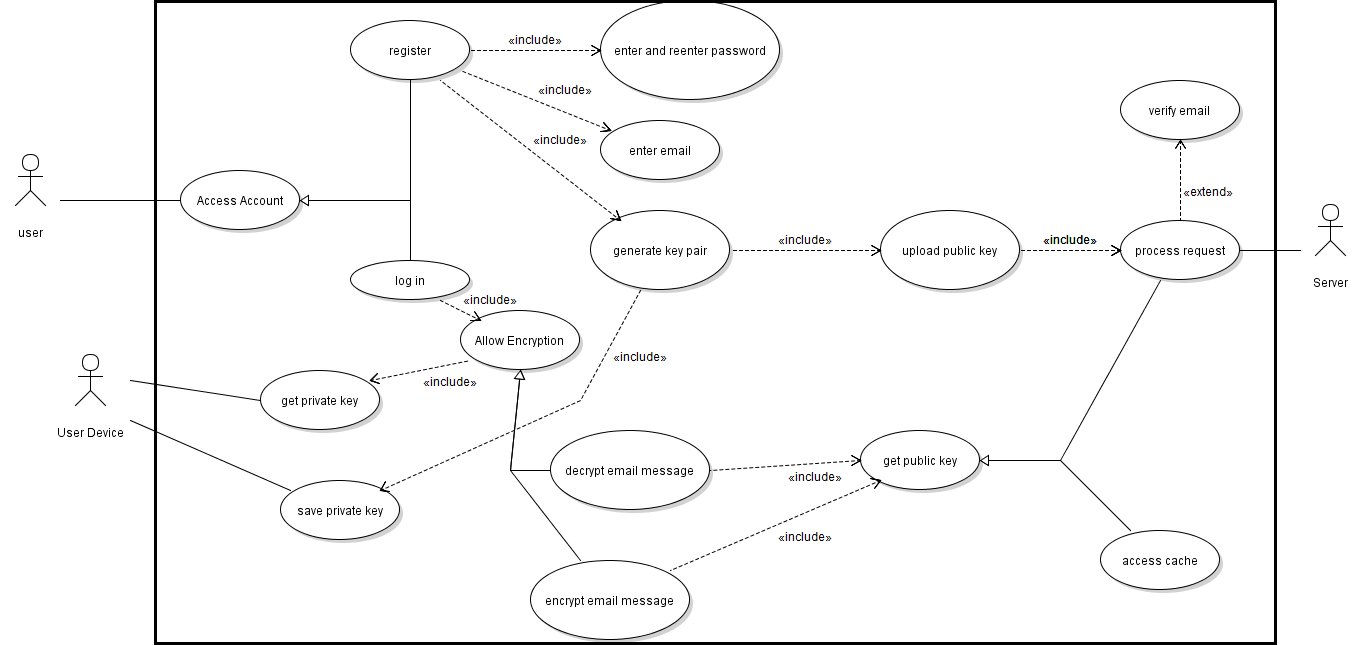 «include»
register
enter and reenter password
«include»
verify email
«include»
enter email
«extend»
Access Account
user
«include»
«include»
generate key pair
upload public key
process request
log in
Server
«include»
Allow Encryption
«include»
«include»
get private key
User Device
get public key
decrypt email message
«include»
save private key
«include»
access cache
encrypt email message